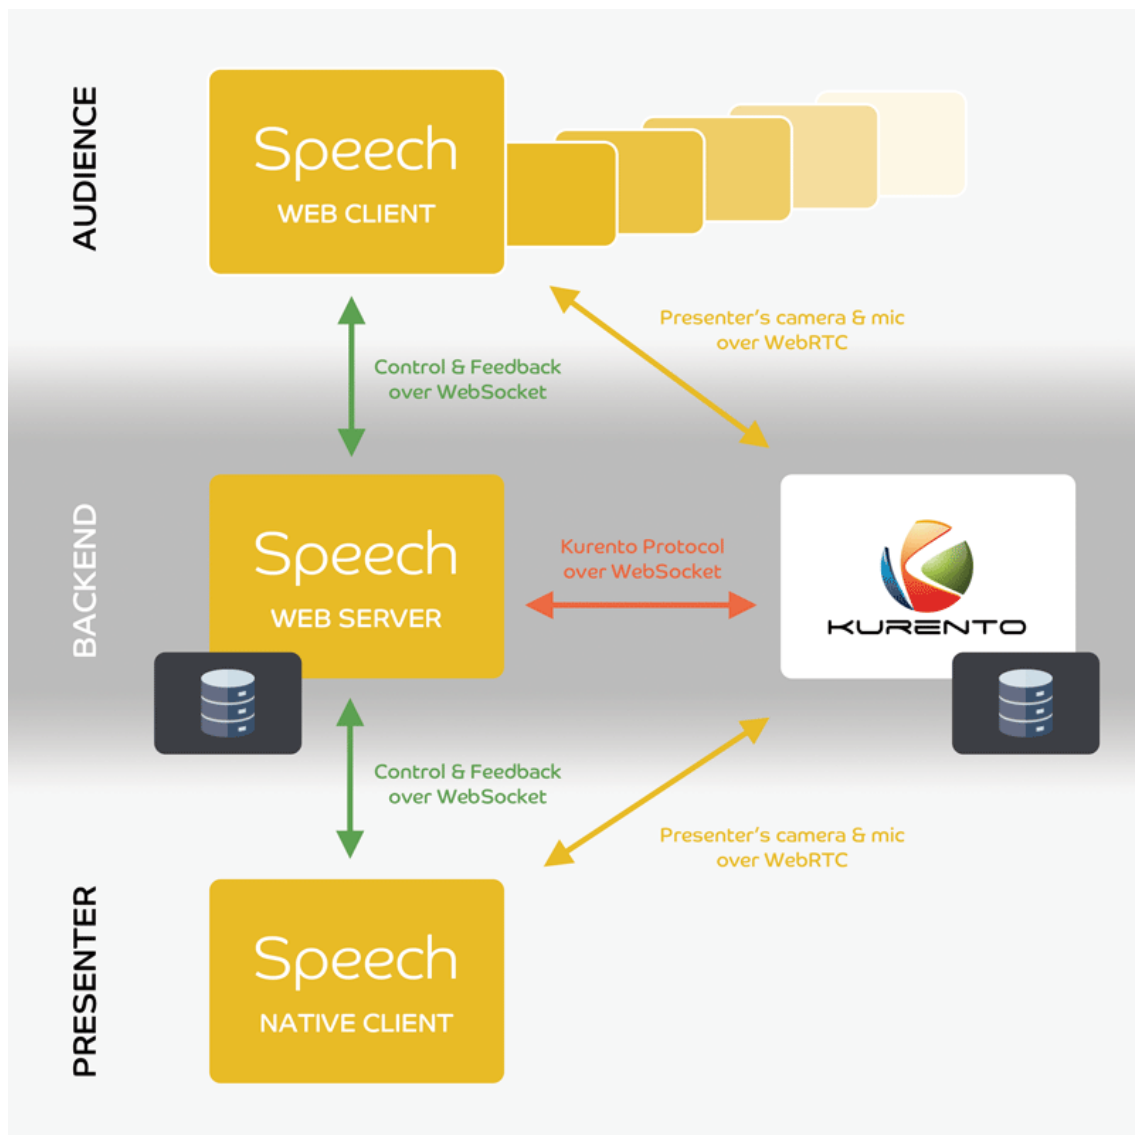 AUDIENCE
Speech
WEB CLIENT
Presenter's camera & mic
over WebRTC
Control & Feedback
over WebSocket
BACKEND
Speech
WEB SERVER
Kurento Protocol
over WebSocket
KURENTO
Control & Feedback
over WebSocket
Presenter's camera & mic
over WebRTC
PRESENTER
Speech
NATIVE CLIENT